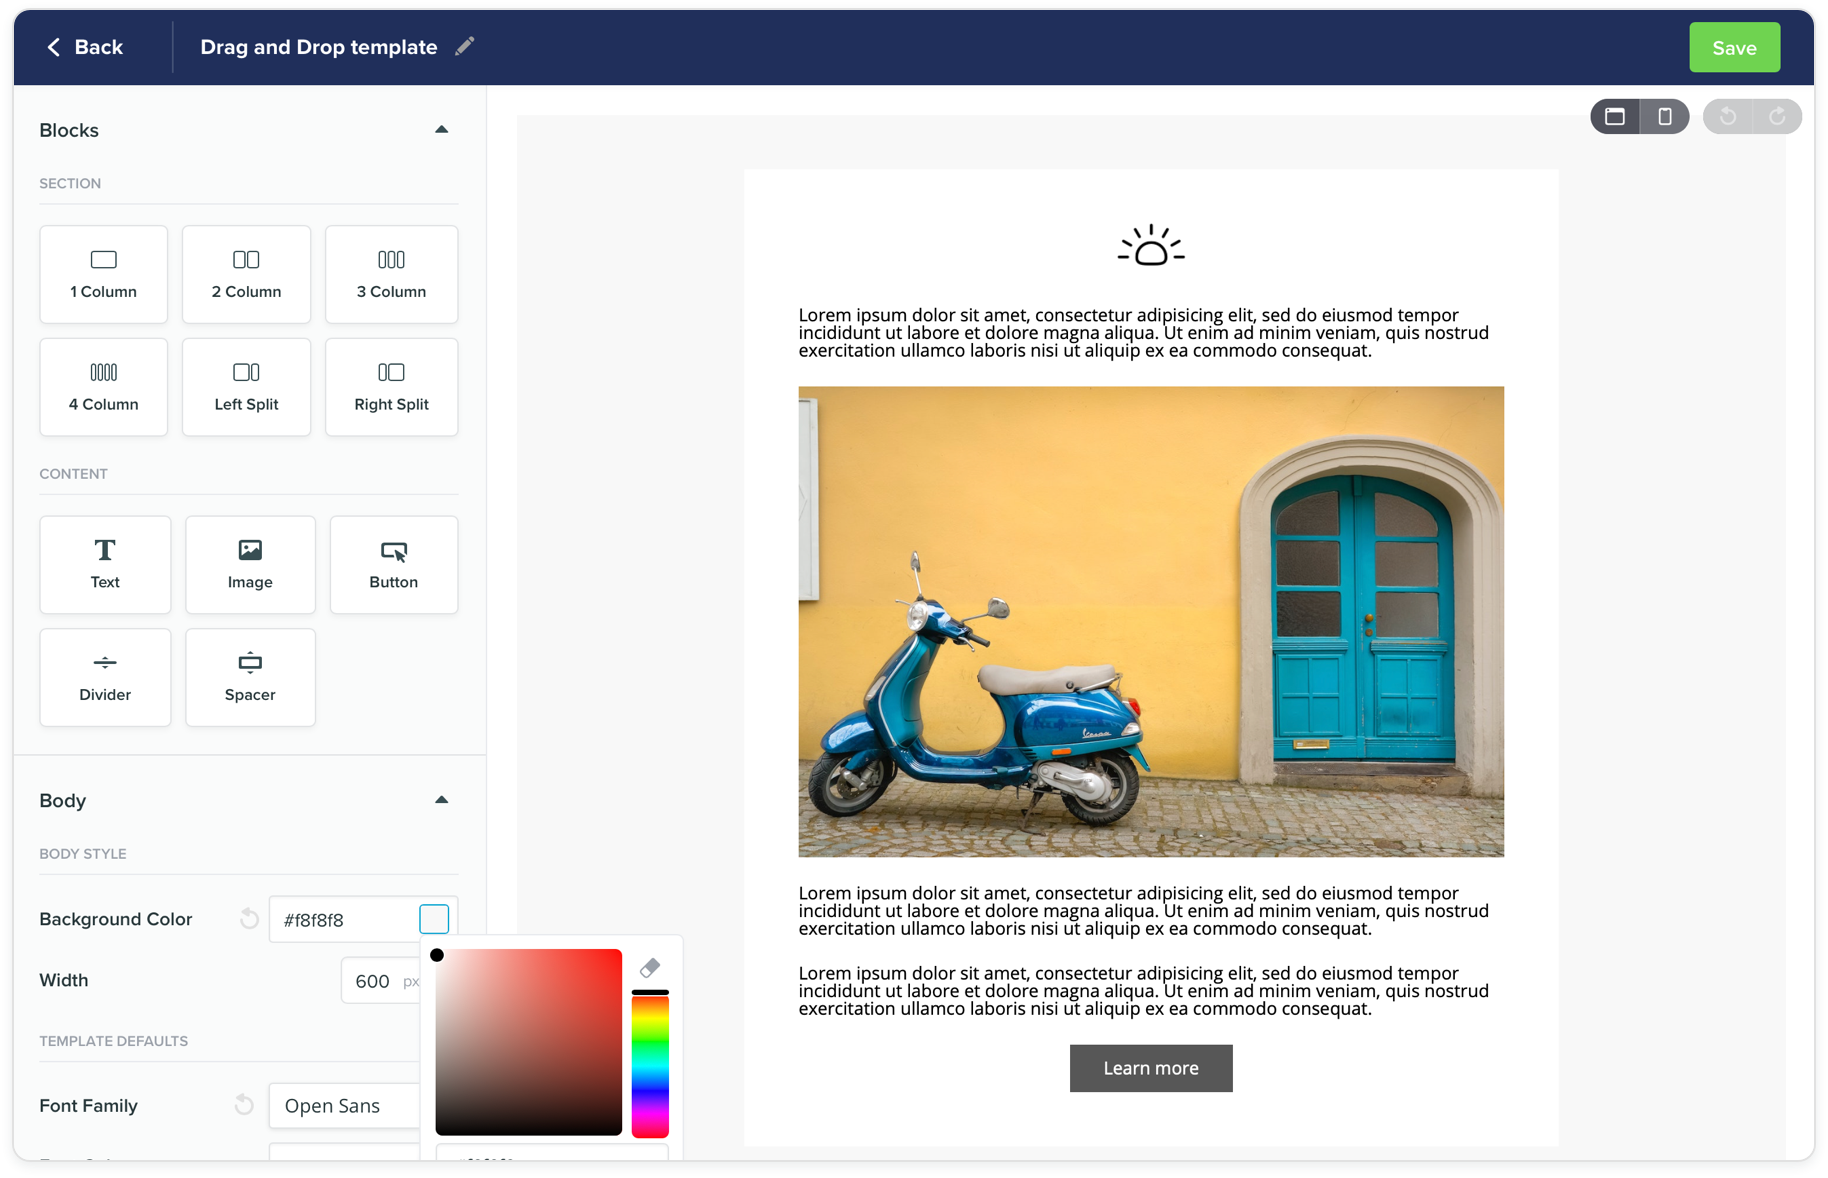 Back
Drag and Drop template
Save
Blocks
SECTION
1 Column
2 Column
3 Column
4 Column
Left Split
Right Split
CONTENT
Text
Image
Button
Divider
Spacer
Body
BODY STYLE
Background Color
#f8f8f8
Width
600 px
TEMPLATE DEFAULTS
Font Family
Open Sans
Lorem ipsum dolor sit amet, consectetur adipisicing elit, sed do eiusmod tempor
incididunt ut labore et dolore magna aliqua. Ut enim ad minim veniam, quis nostrud
exercitation ullamco laboris nisi ut aliquip ex ea commodo consequat.
Vespa
Lorem ipsum dolor sit amet, consectetur adipisicing elit, sed do eiusmod tempor
incididunt ut labore et dolore magna aliqua. Ut enim ad minim veniam, quis nostrud
exercitation ullamco laboris nisi ut aliquip ex ea commodo consequat.
Lorem ipsum dolor sit amet, consectetur adipisicing elit, sed do eiusmod tempor
incididunt ut labore et dolore magna aliqua. Ut enim ad minim veniam, quis nostrud
exercitation ullamco laboris nisi ut aliquip ex ea commodo consequat.
Learn more